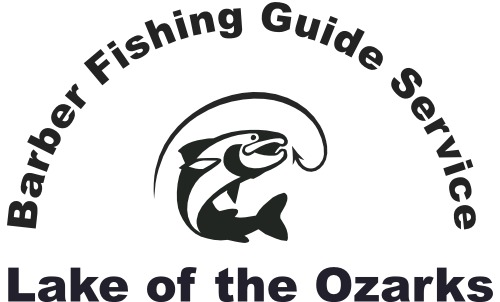 Barber Fishing Guide Service
Lake of the Ozarks